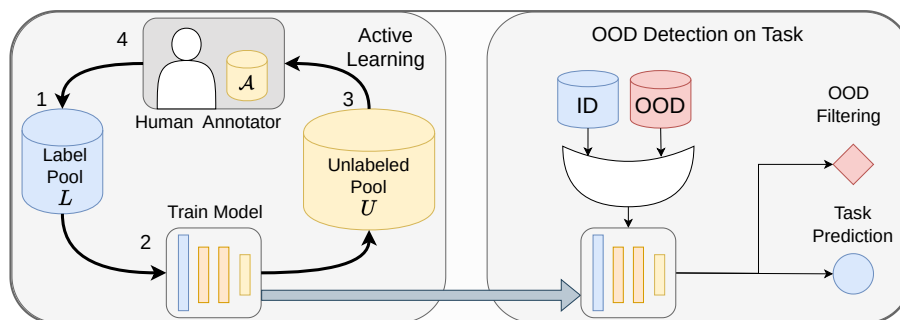 4
Active
Learning
𝒜
Human Annotator
1
3
Label
Pool
L
Unlabeled
Pool
U
Train Model
2
OOD Detection on Task
ID
OOD
OOD
Filtering
Task
Prediction